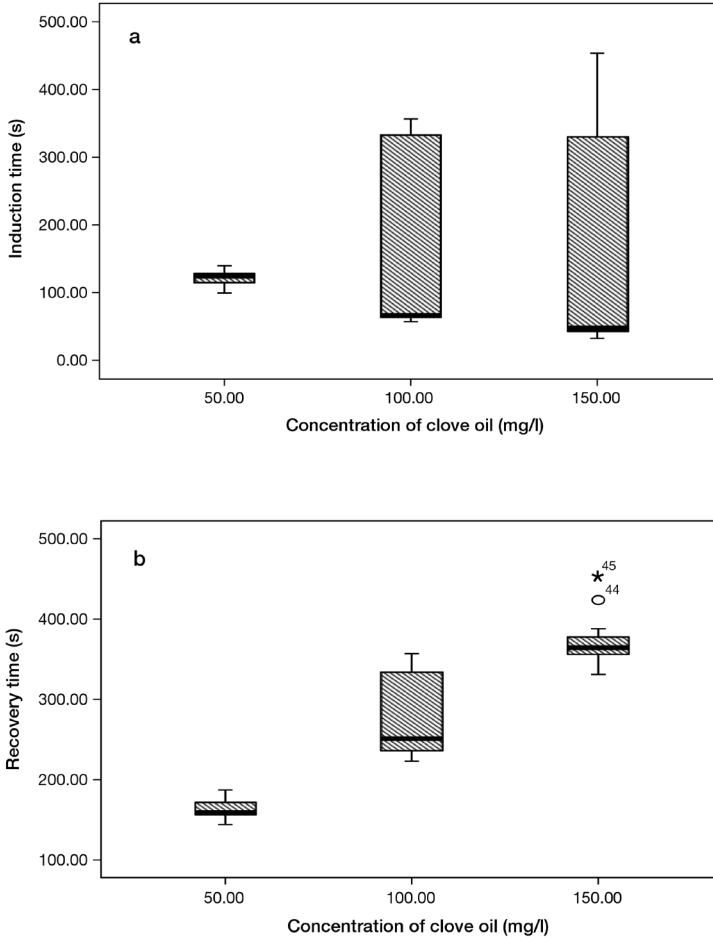 a
500.00
400.00
300.00
200.00
100.00
0.00
Induction time (s)
50.00 100.00 150.00
Concentration of clove oil (mg/l)
b
500.00
400.00
300.00
200.00
100.00
Recovery time (s)
45
44
50.00 100.00 150.00
Concentration of clove oil (mg/l)